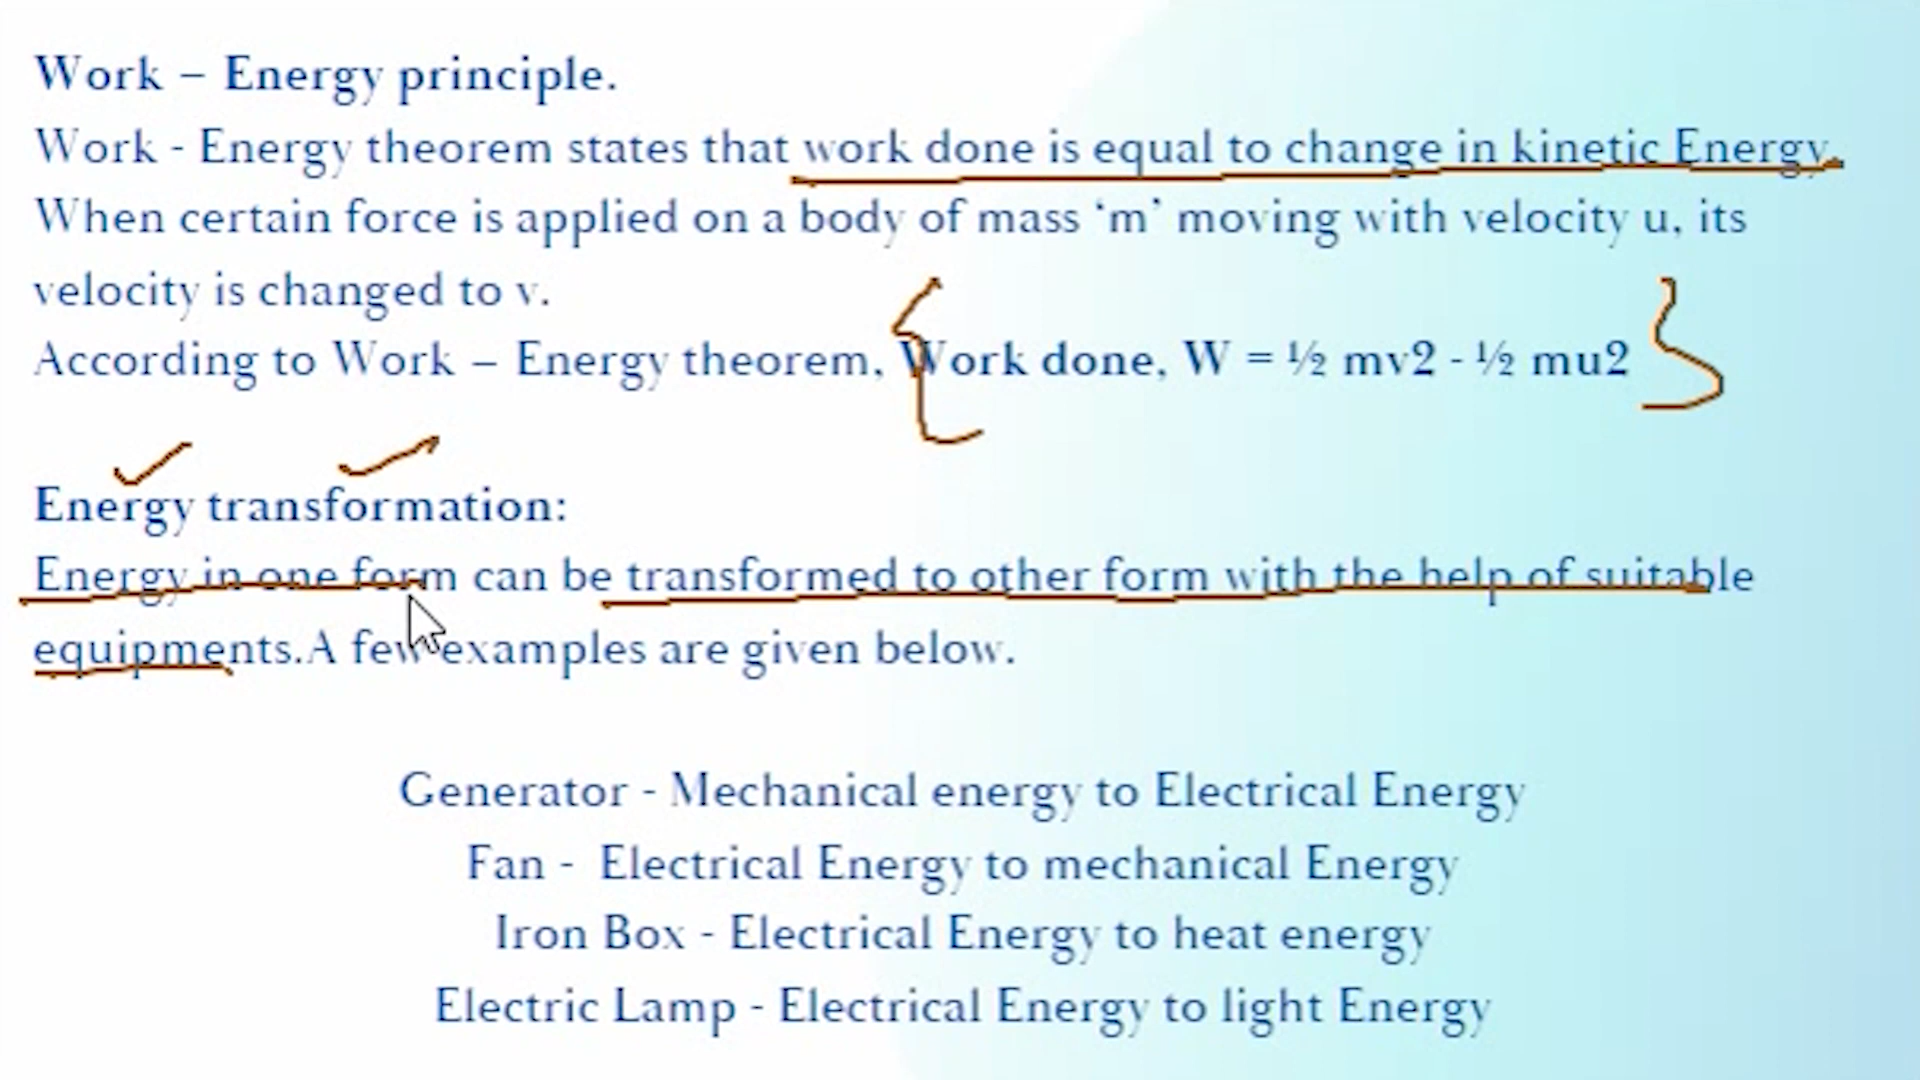 Work – Energy principle.
Work - Energy theorem states that work done is equal to change in kinetic Energy.
When certain force is applied on a body of mass ‘m’ moving with velocity u, its
velocity is changed to v.
According to Work – Energy theorem, Work done, W = ½ mv2 - ½ mu2
Energy transformation:
Energy in one form can be transformed to other form with the help of suitable
equipments.A few examples are given below.
Generator - Mechanical energy to Electrical Energy
Fan - Electrical Energy to mechanical Energy
Iron Box - Electrical Energy to heat energy
Electric Lamp - Electrical Energy to light Energy